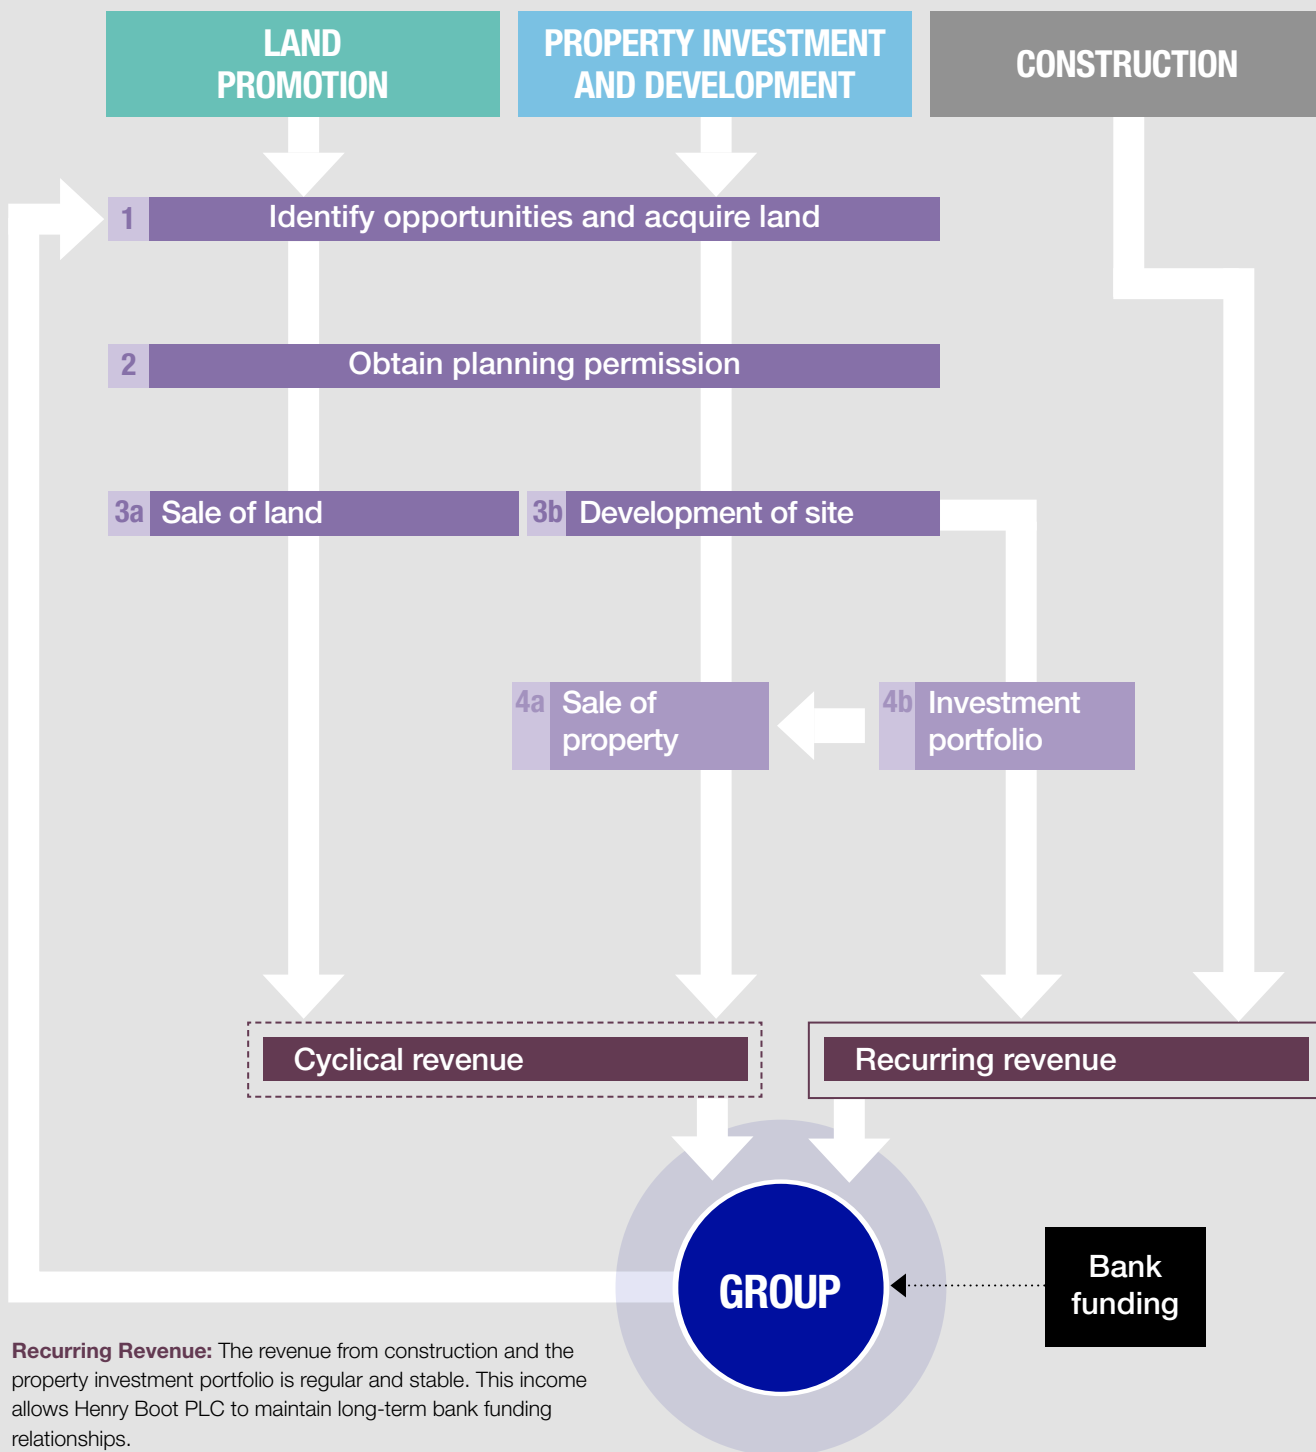 LAND
PROMOTION
PROPERTY INVESTMENT
AND DEVELOPMENT
CONSTRUCTION
1 Identify opportunities and acquire land
2 Obtain planning permission
3a Sale of land
3b Development of site
4a Sale of
property
4b Investment
portfolio
Cyclical revenue
Recurring revenue
GROUP
Bank
funding
Recurring Revenue: The revenue from construction and the
property investment portfolio is regular and stable. This income
allows Henry Boot PLC to maintain long-term bank funding
relationships.